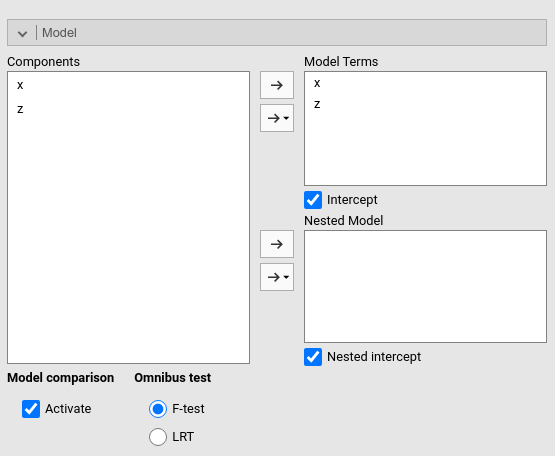 Model
Components
Model Terms
x
z
x
z
Intercept
Nested Model
Nested intercept
Model comparison
Omnibus test
Activate
F-test
LRT